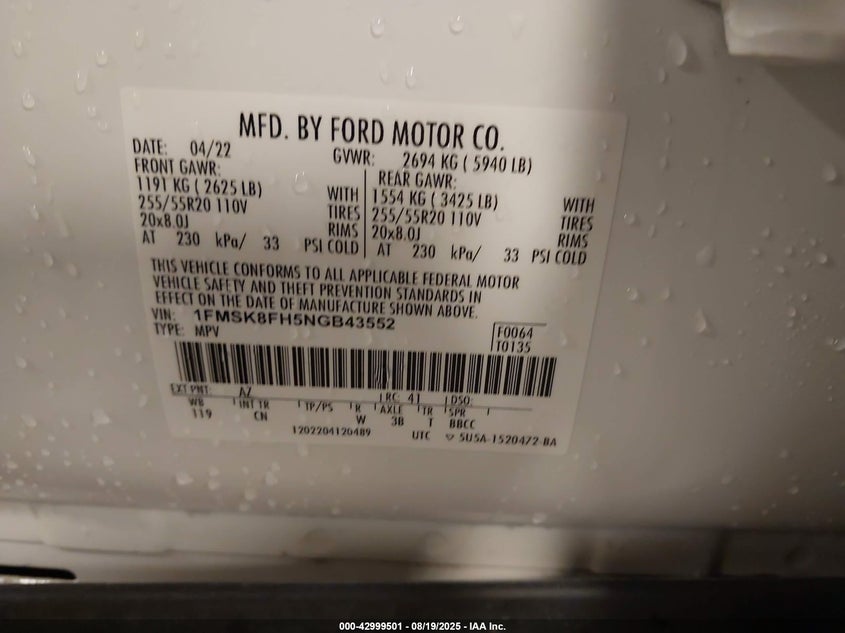 MFD. BY FORD MOTOR CO.
DATE: 04/22 GVWR: 2694 KG ( 5940 LB)
FRONT GAWR: REAR GAWR:
1191 KG ( 2625 LB) WITH 1554 KG ( 3425 LB) WITH
255/55R20 110V TIRES 255/55R20 110V TIRES
20x8.0J RIMS 20x8.0J RIMS
AT 230 kPa/ 33 PSI COLD AT 230 kPa/ 33 PSI COLD
THIS VEHICLE CONFORMS TO ALL APPLICABLE FEDERAL MOTOR
VEHICLE SAFETY AND THEFT PREVENTION STANDARDS IN
EFFECT ON THE DATE OF MANUFACTURE SHOWN ABOVE.
VIN: 1FMSK8FH5NGB43552 F0064
TYPE: MPV T0135
EXT PNT: AZ RC: 41 DSO:
WB INT TR TP/PS R AXLE TR SPR
119 CN W 3B T BBCC
1202204120489 UTC ▽ 5U5A-1520472-BA
000-42999501 - 08/19/2025 - IAA Inc.